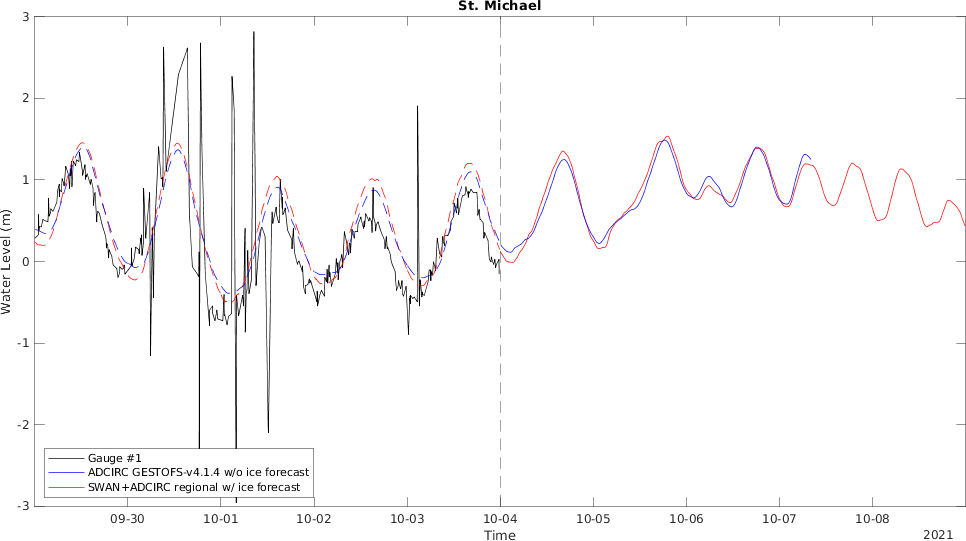 St. Michael
3
2
1
0
-1
-2
-3
Water Level (m)
Gauge #1
ADCIRC GESTOFS-v4.1.4 w/o ice forecast
SWAN+ADCIRC regional w/ ice forecast
09-30 10-01 10-02 10-03 10-04 10-05 10-06 10-07 10-08
Time
2021